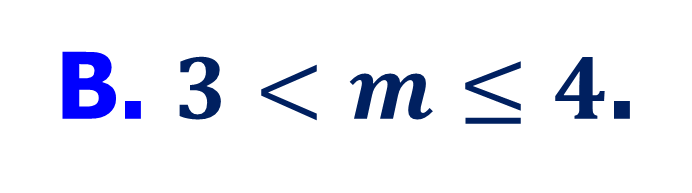 B. 3 < m ≤ 4.